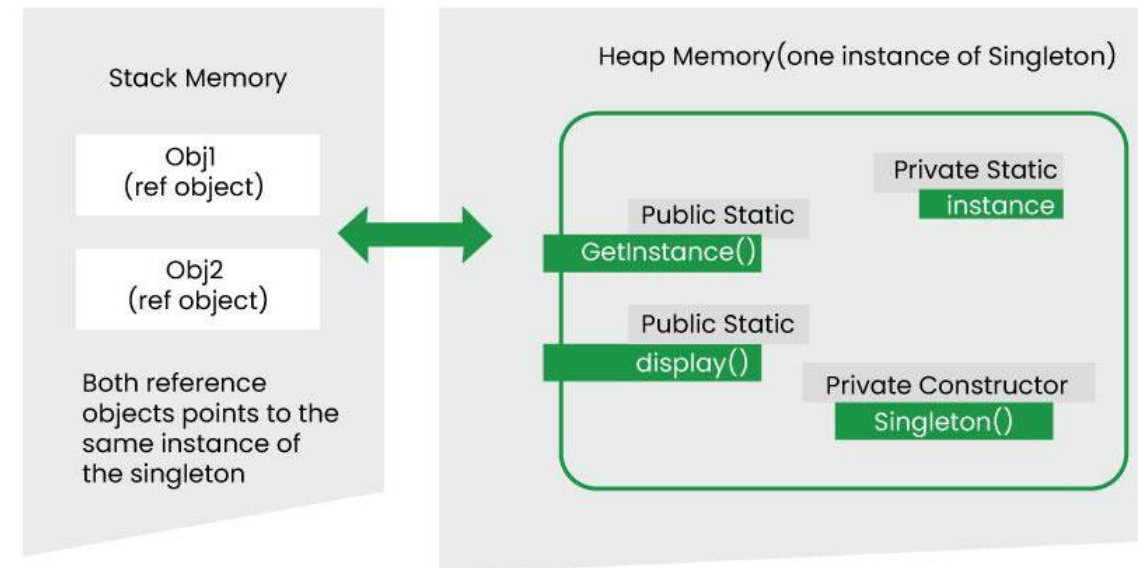 Stack Memory
Obj1
(ref object)
Obj2
(ref object)
Both reference
objects points to the
same instance of
the singleton
Heap Memory(one instance of Singleton)
Private Static
instance
Public Static
GetInstance()
Public Static
display()
Private Constructor
Singleton()